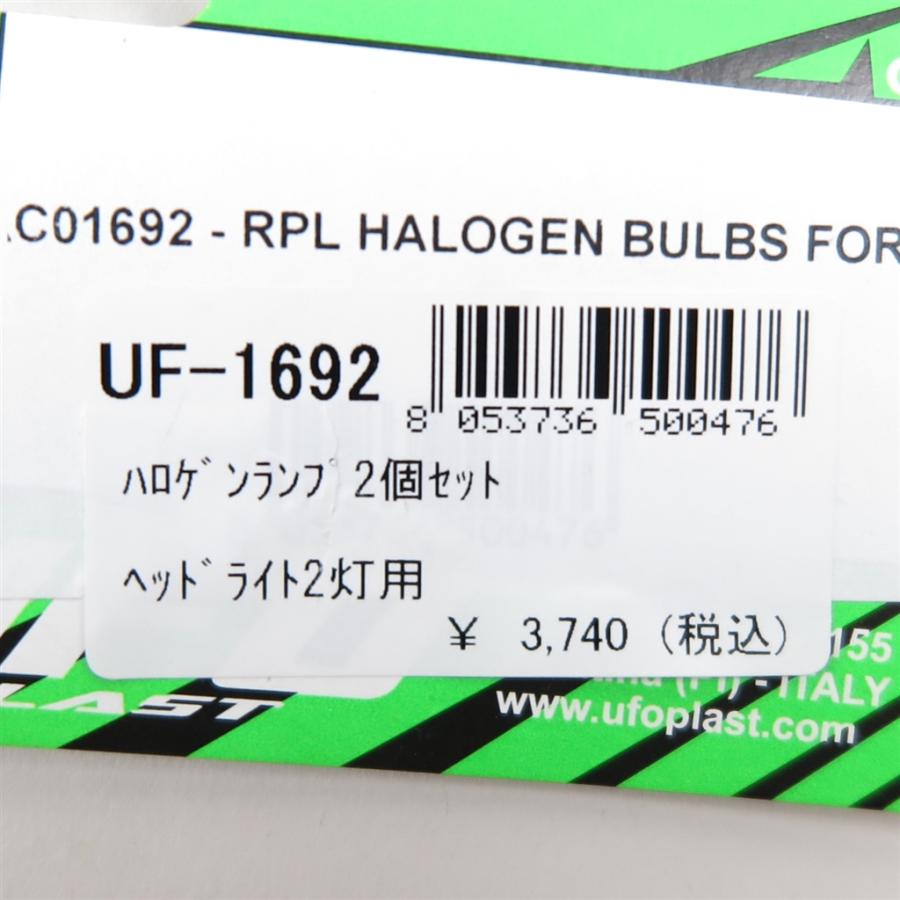 C01692 - RPL HALOGEN BULBS FOR
UF-1692
8 053736 500476
ﾊﾛｹﾞﾝﾗﾝﾌﾟ 2個ｾｯﾄ
ﾍｯﾄﾞﾗｲﾄ2灯用
¥ 3,740 (税込)
155
- ITALY
LAST
www.ufoplast.com